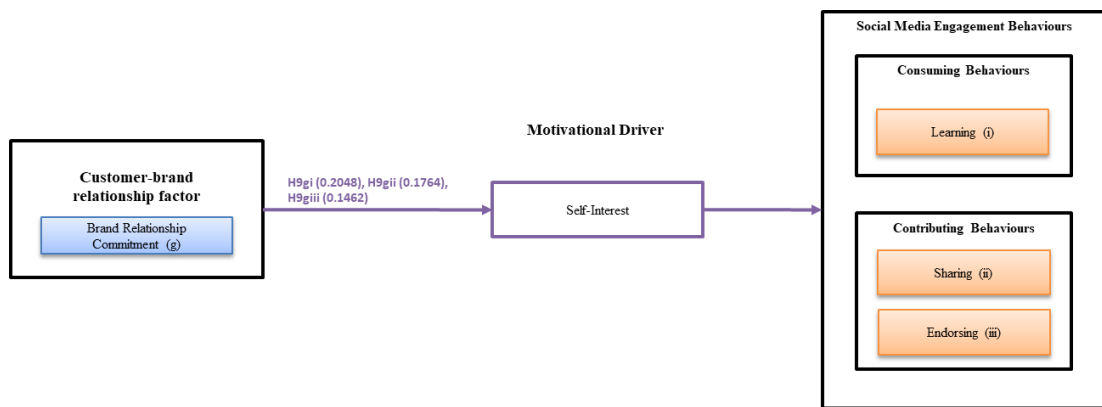 Social Media Engagement Behaviours
Consuming Behaviours
Learning (i)
Motivational Driver
Customer-brand
relationship factor
Brand Relationship
Commitment (g)
H9gi (0.2048), H9gii (0.1764),
H9giii (0.1462)
Self-Interest
Contributing Behaviours
Sharing (ii)
Endorsing (iii)